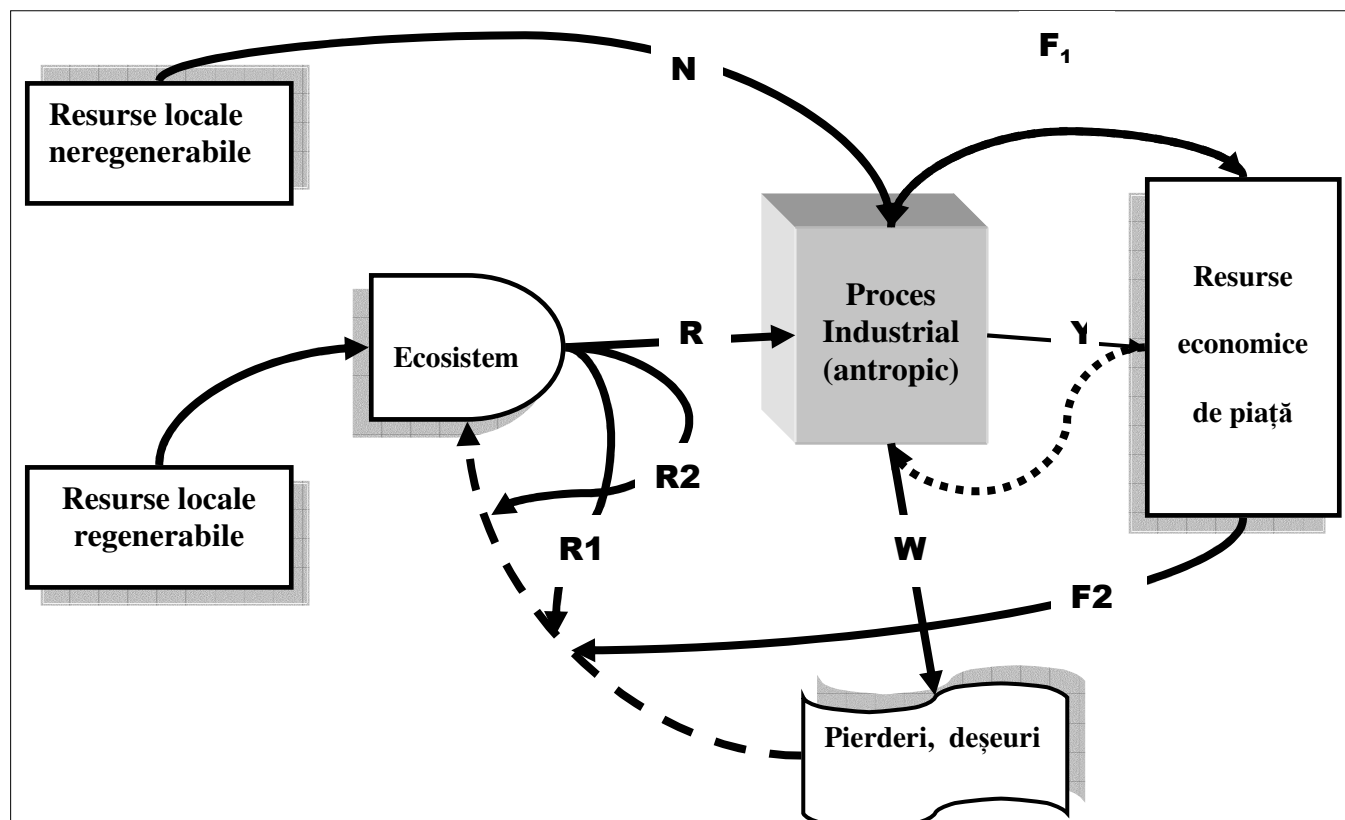 F₁
N
Resurse locale
neregenerabile
Proces
Industrial
(antropic)
Resurse
economice
de piață
Ecosistem
R
Y
R2
R1
W
F2
Resurse locale
regenerabile
Pierderi, deșeuri